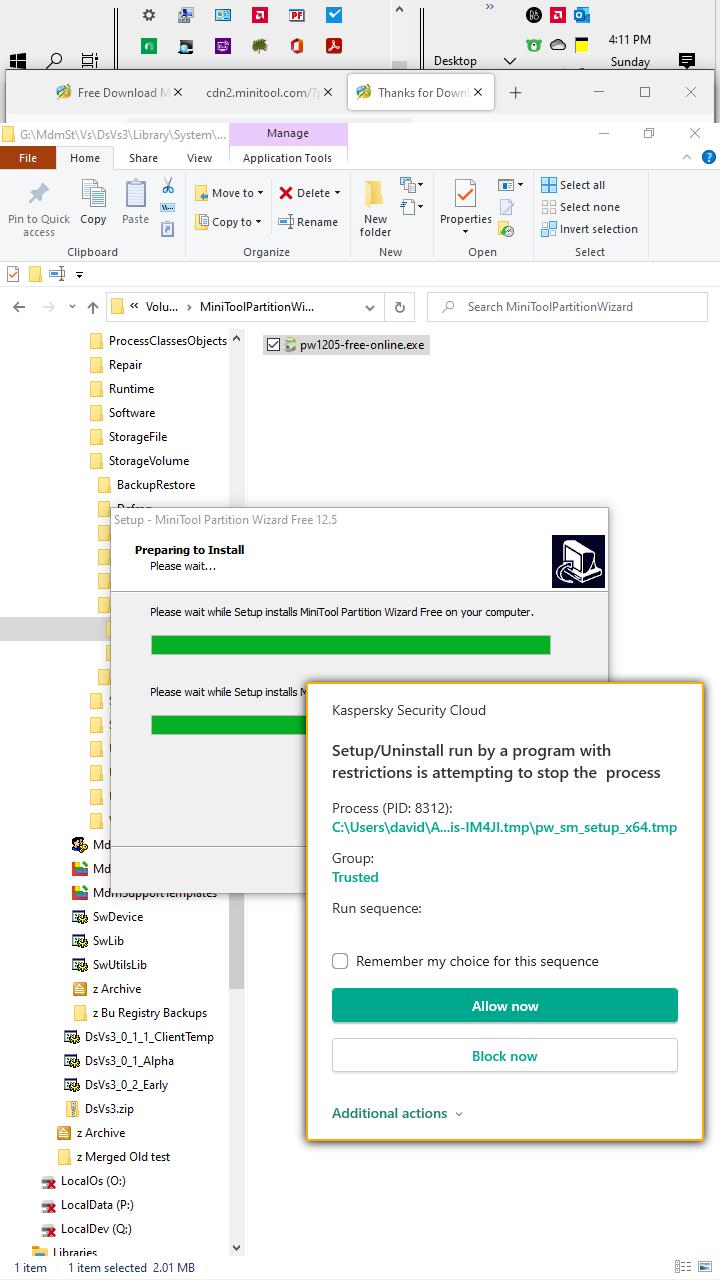 4:11 PM
Desktop
Sunday
Free Download M
cdn2.minitool.com/?p
Thanks for Down
G:\MdmSt\Vs\DsVs3\Library\System\...
Manage
File
Home
Share
View
Application Tools
Pin to Quick
access
Copy
Paste
Move to
Copy to
Delete
Rename
New
folder
Properties
Open
Select all
Select none
Invert selection
Clipboard
Organize
New
Open
Select
« Volu...
MiniToolPartitionWi...
Search MiniToolPartitionWizard
ProcessClassesObjects
pw1205-free-online.exe
Repair
Runtime
Software
StorageFile
StorageVolume
BackupRestore
Setup - MiniTool Partition Wizard Free 12.5
Preparing to Install
Please wait...
Please wait while Setup installs MiniTool Partition Wizard Free on your computer.
Please wait while Setup installs M
Kaspersky Security Cloud
Setup/Uninstall run by a program with
restrictions is attempting to stop the process
Process (PID: 8312):
C:\Users\david\A...is-IM4JI.tmp\pw_sm_setup_x64.tmp
Group:
Trusted
Run sequence:
Remember my choice for this sequence
Allow now
Block now
Additional actions
Md
Md
MdmSupportTemplates
SwDevice
SwLib
SwUtilsLib
z Archive
z Bu Registry Backups
DsVs3_0_1_1_ClientTemp
DsVs3_0_1_Alpha
DsVs3_0_2_Early
DsVs3.zip
z Archive
z Merged Old test
LocalOs (O:)
LocalData (P:)
LocalDev (Q:)
Libraries
1 item
1 item selected 2.01 MB